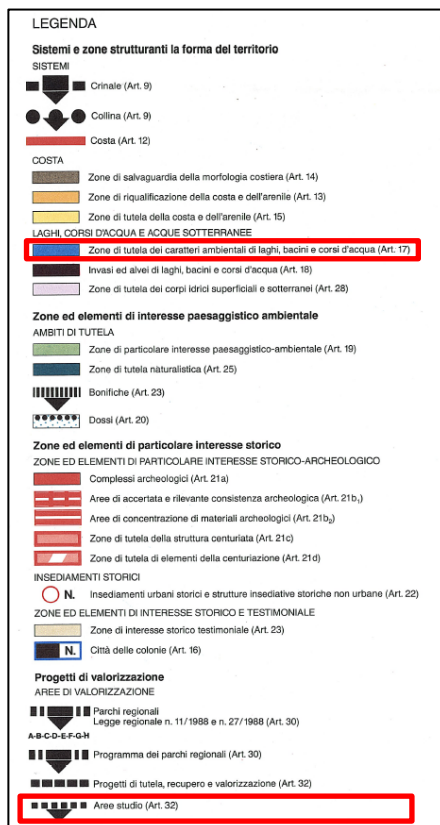 LEGENDA
Sistemi e zone strutturanti la forma del territorio
SISTEMI
Crinale (Art. 9)
Collina (Art. 9)
Costa (Art. 12)
COSTA
Zone di salvaguardia della morfologia costiera (Art. 14)
Zone di riqualificazione della costa e dell'arenile (Art. 13)
Zone di tutela della costa e dell'arenile (Art. 15)
LAGHI, CORSI D'ACQUA E ACQUE SOTTERRANEE
Zone di tutela dei caratteri ambientali di laghi, bacini e corsi d'acqua (Art. 17)
Invasi ed alvei di laghi, bacini e corsi d'acqua (Art. 18)
Zone di tutela dei corpi idrici superficiali e sotterranei (Art. 28)
Zone ed elementi di interesse paesaggistico ambientale
AMBITI DI TUTELA
Zone di particolare interesse paesaggistico-ambientale (Art. 19)
Zone di tutela naturalistica (Art. 25)
Bonifiche (Art. 23)
Dossi (Art. 20)
Zone ed elementi di particolare interesse storico
ZONE ED ELEMENTI DI PARTICOLARE INTERESSE STORICO-ARCHEOLOGICO
Complessi archeologici (Art. 21a)
Aree di accertata e rilevante consistenza archeologica (Art. 21b₁)
Aree di concentrazione di materiali archeologici (Art. 21b₂)
Zone di tutela della struttura centuriata (Art. 21c)
Zone di tutela di elementi della centuriazione (Art. 21d)
INSEDIAMENTI STORICI
N. Insediamenti urbani storici e strutture insediative storiche non urbane (Art. 22)
ZONE ED ELEMENTI DI INTERESSE STORICO E TESTIMONIALE
Zone di interesse storico testimoniale (Art. 23)
N. Città delle colonie (Art. 16)
Progetti di valorizzazione
AREE DI VALORIZZAZIONE
Parchi regionali
Legge regionale n. 11/1988 e n. 27/1988 (Art. 30)
A-B-C-D-E-F-G-H
Programma dei parchi regionali (Art. 30)
Progetti di tutela, recupero e valorizzazione (Art. 32)
Aree studio (Art. 32)